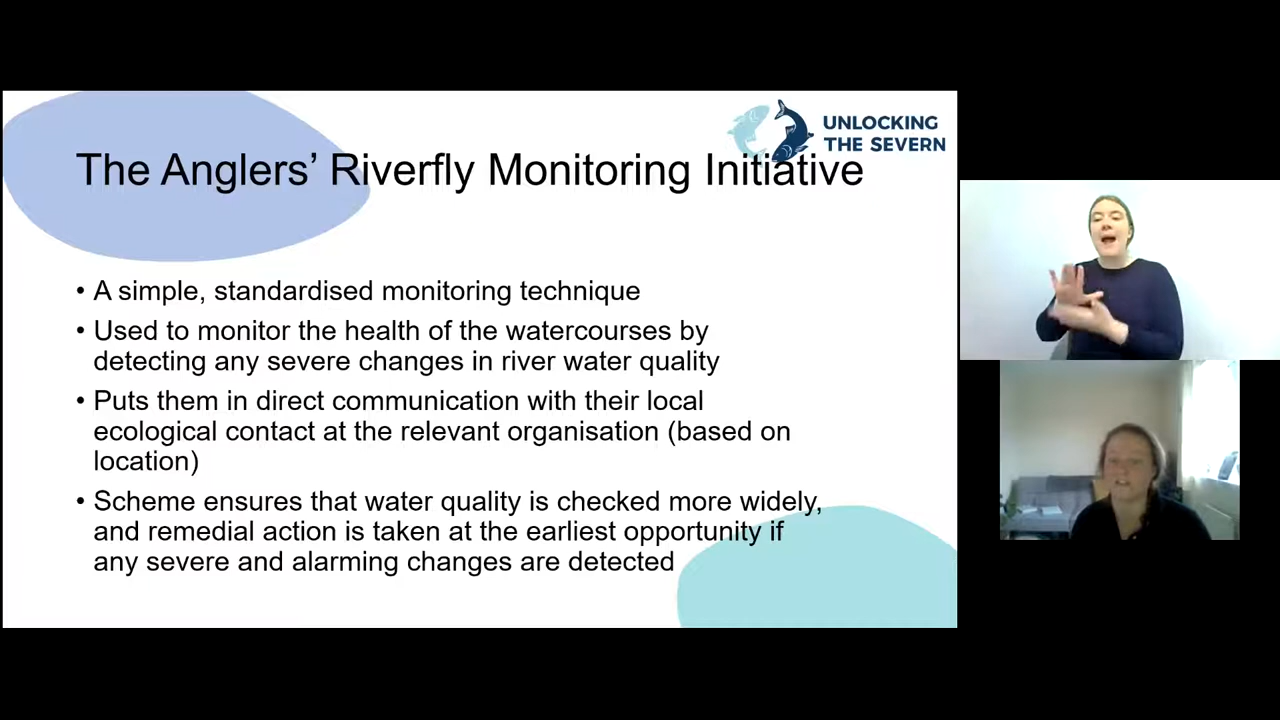 UNLOCKING
THE SEVERN
The Anglers’ Riverfly Monitoring Initiative
• A simple, standardised monitoring technique
• Used to monitor the health of the watercourses by
detecting any severe changes in river water quality
• Puts them in direct communication with their local
ecological contact at the relevant organisation (based on
location)
• Scheme ensures that water quality is checked more widely,
and remedial action is taken at the earliest opportunity if
any severe and alarming changes are detected